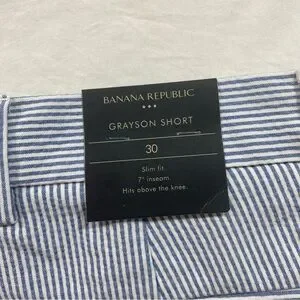 BANANA REPUBLIC
GRAYSON SHORT
30
Slim fit
7" inseam.
Hits above the knee.